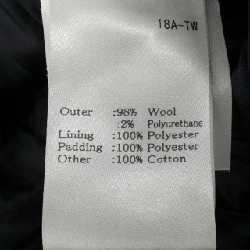 18A-TW
Outer :98% Wool
:2% Polyurethane
Lining :100% Polyester
Padding :100% Polyester
Other :100% Cotton